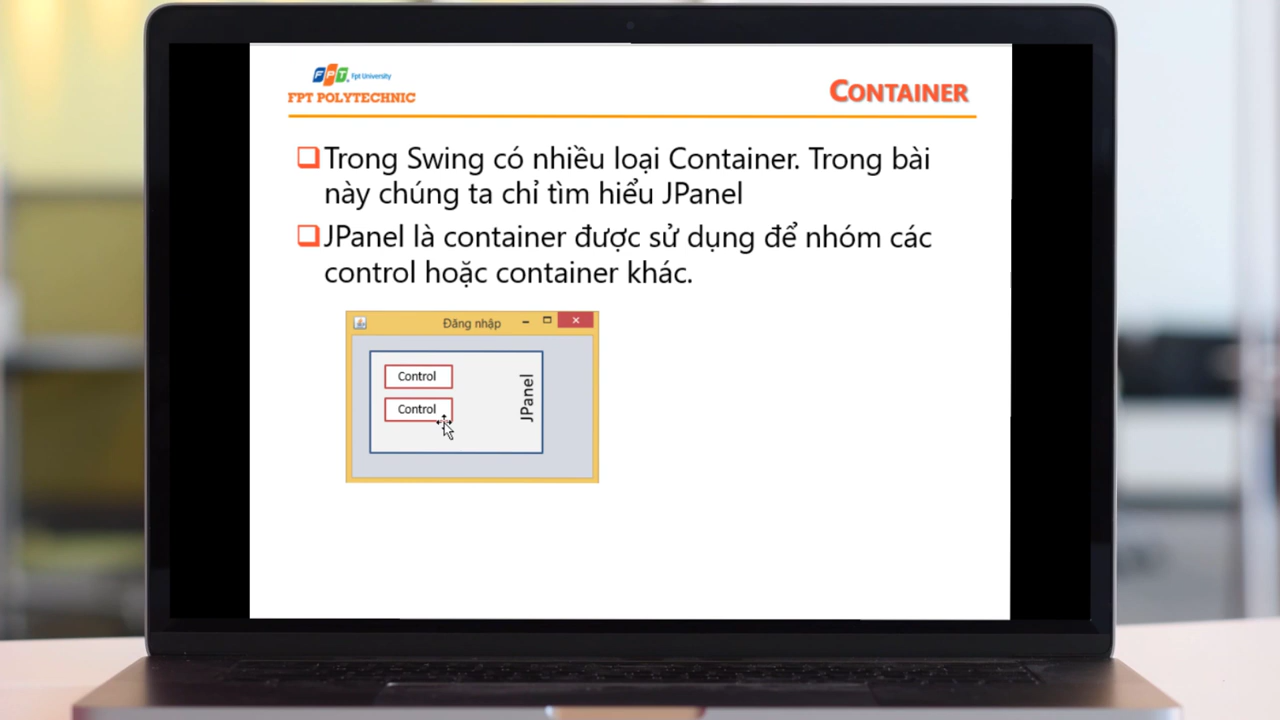 FPT. Fpt University
FPT POLYTECHNIC
CONTAINER
Trong Swing có nhiều loại Container. Trong bài
này chúng ta chỉ tìm hiểu JPanel
JPanel là container được sử dụng để nhóm các
control hoặc container khác.
Đăng nhập
Control
Control
JPanel